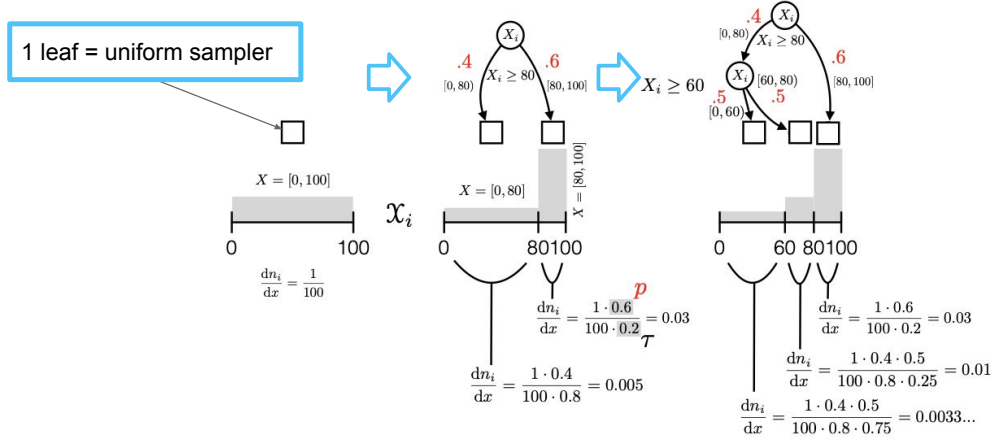 1 leaf = uniform sampler
X = [0, 100]
0 100
dn_i/dx = 1/100
𝒳_i
X_i
.4 .6
X_i ≥ 80
[0, 80) [80, 100]
X = [0, 80]
X = [80, 100]
0 80 100
p
dn_i/dx = 1 · 0.6 / 100 · 0.2 = 0.03
τ
dn_i/dx = 1 · 0.4 / 100 · 0.8 = 0.005
X_i
.4 .6
[0, 80) X_i ≥ 80
[80, 100]
X_i ≥ 60
X_i
[60, 80)
.5 .5
[0, 60)
0 60 80 100
dn_i/dx = 1 · 0.6 / 100 · 0.2 = 0.03
dn_i/dx = 1 · 0.4 · 0.5 / 100 · 0.8 · 0.25 = 0.01
dn_i/dx = 1 · 0.4 · 0.5 / 100 · 0.8 · 0.75 = 0.0033...